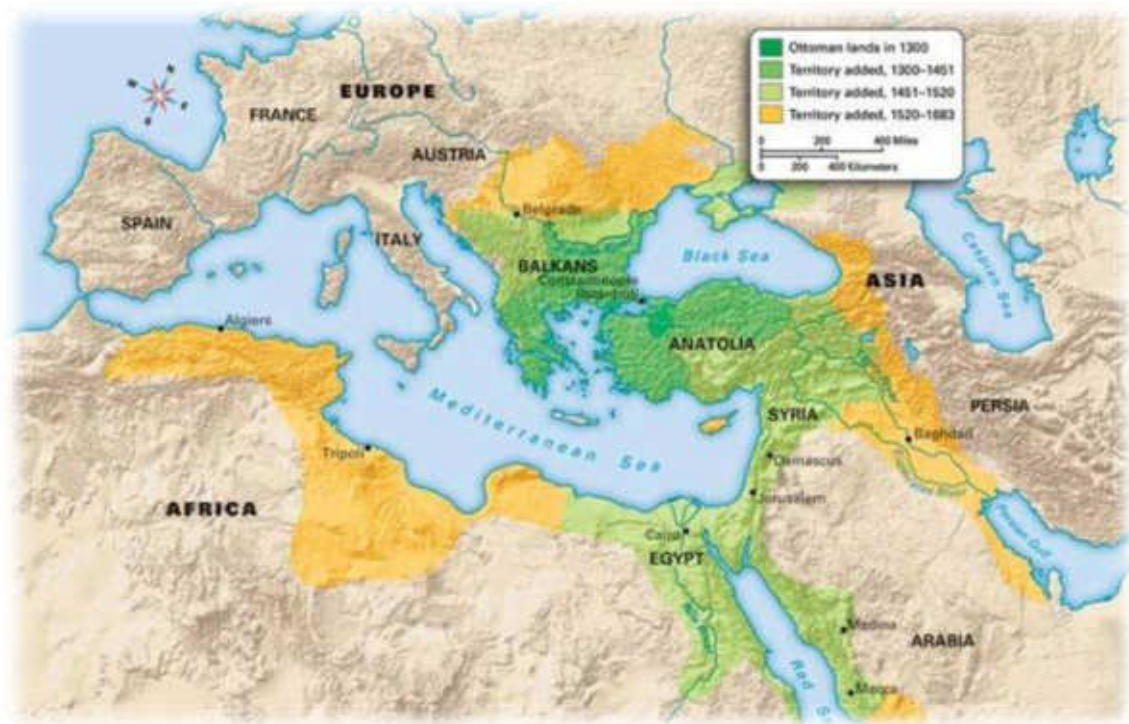 Ottoman lands in 1300
Territory added, 1300–1451
Territory added, 1451–1520
Territory added, 1520–1683
0 200 400 Miles
0 200 400 Kilometers
EUROPE
FRANCE
AUSTRIA
SPAIN
ITALY
Belgrade
BALKANS
Constantinople
Black Sea
Caspian Sea
ASIA
ANATOLIA
Algiers
Mediterranean Sea
SYRIA
PERSIA
Baghdad
Damascus
Jerusalem
Tripoli
AFRICA
Cairo
EGYPT
Persian Gulf
Medina
ARABIA
Mecca
Red S